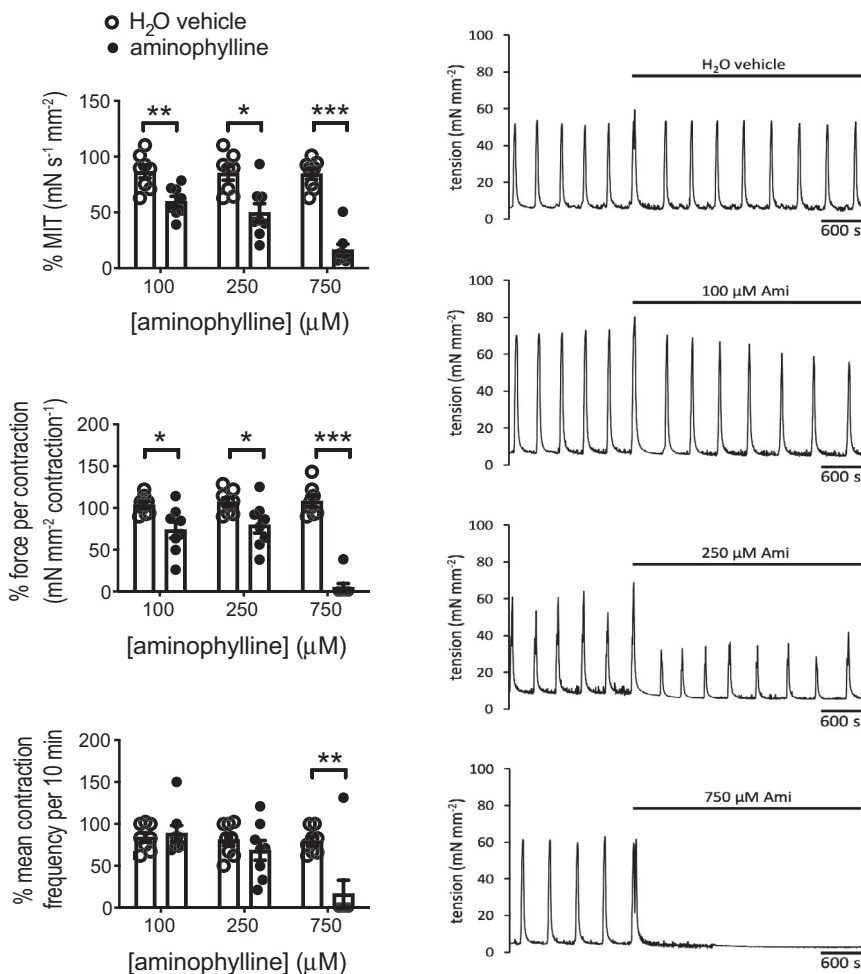 H₂O vehicle
aminophylline
% MIT (mN s⁻¹ mm⁻²)
150
100
50
0
** * ***
100 250 750
[aminophylline] (μM)
% force per contraction
(mN mm⁻² contraction⁻¹)
200
150
100
50
0
* * ***
100 250 750
[aminophylline] (μM)
% mean contraction
frequency per 10 min
200
150
100
50
0
**
100 250 750
[aminophylline] (μM)
tension (mN mm⁻²)
100
80
60
40
20
0
H₂O vehicle
600 s
tension (mN mm⁻²)
100
80
60
40
20
0
100 μM Ami
600 s
tension (mN mm⁻²)
100
80
60
40
20
0
250 μM Ami
600 s
tension (mN mm⁻²)
100
80
60
40
20
0
750 μM Ami
600 s